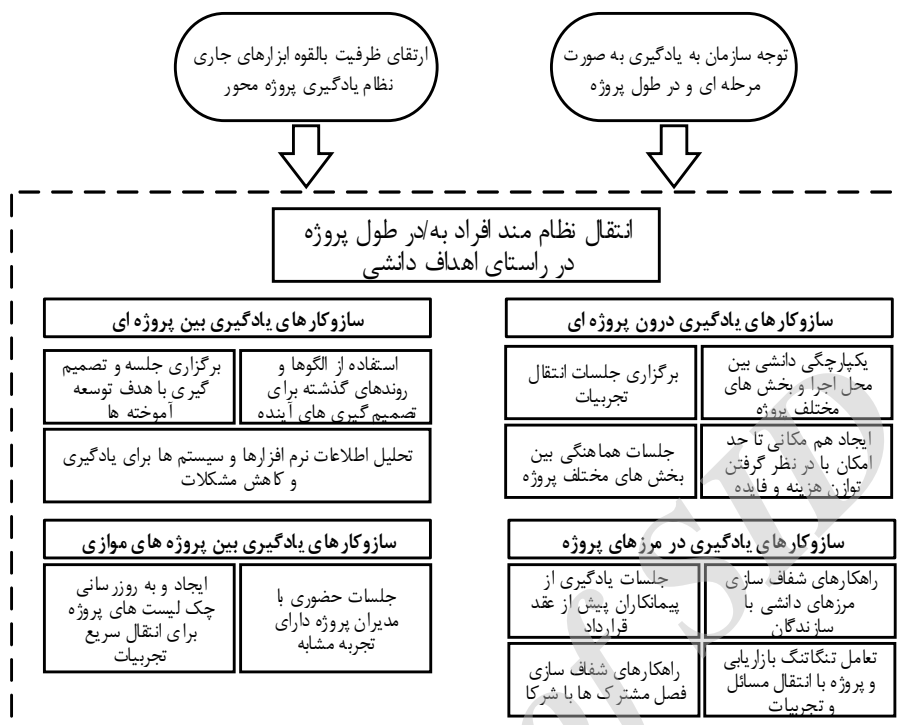 توجه سازمان به یادگیری به صورت
مرحله ای و در طول پروژه
ارتقای ظرفیت بالقوه ابزارهای جاری
نظام یادگیری پروژه محور
انتقال نظام مند افراد به/در طول پروژه
در راستای اهداف دانشی
سازوکارهای یادگیری درون پروژه ای
یکپارچگی دانشی بین
محل اجرا و بخش های
مختلف پروژه
برگزاری جلسات انتقال
تجربیات
ایجاد هم مکانی تا حد
امکان با در نظر گرفتن
توازن هزینه و فایده
جلسات هماهنگی بین
بخش های مختلف پروژه
سازوکارهای یادگیری بین پروژه ای
استفاده از الگوها و
روندهای گذشته برای
تصمیم گیری های آینده
برگزاری جلسه و تصمیم
گیری با هدف توسعه
آموخته ها
تحلیل اطلاعات نرم افزارها و سیستم ها برای یادگیری
و کاهش مشکلات
سازوکارهای یادگیری در مرزهای پروژه
راهکارهای شفاف سازی
مرزهای دانشی با
سازندگان
جلسات یادگیری از
پیمانکاران پیش از عقد
قرارداد
تعامل تنگاتنگ بازاریابی
و پروژه با انتقال مسائل
و تجربیات
راهکارهای شفاف سازی
فصل مشترک ها با شرکا
سازوکارهای یادگیری بین پروژه های موازی
جلسات حضوری با
مدیران پروژه دارای
تجربه مشابه
ایجاد و به روزرسانی
چک لیست های پروژه
برای انتقال سریع
تجربیات
of SID